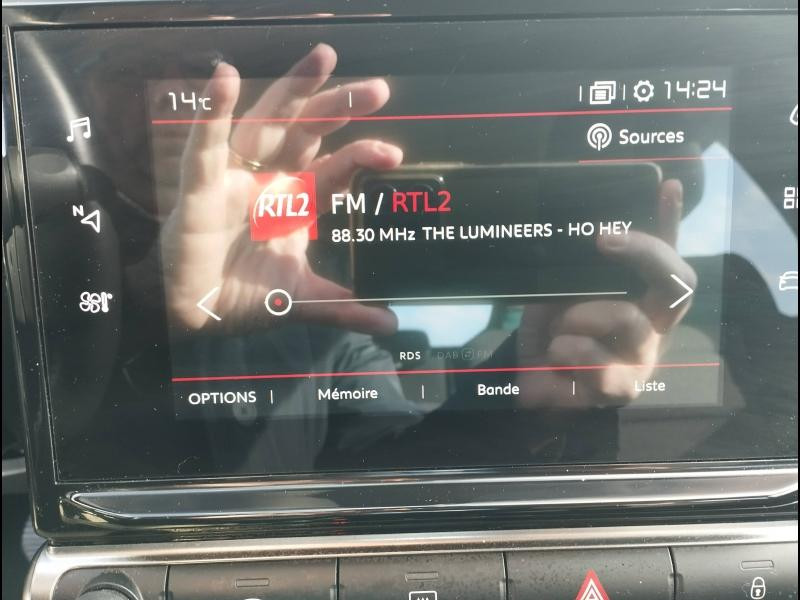 14°C
14:24
Sources
N
RTL2
FM / RTL2
88.30 MHz THE LUMINEERS - HO HEY
RDS DAB FM
OPTIONS | Mémoire | Bande | Liste